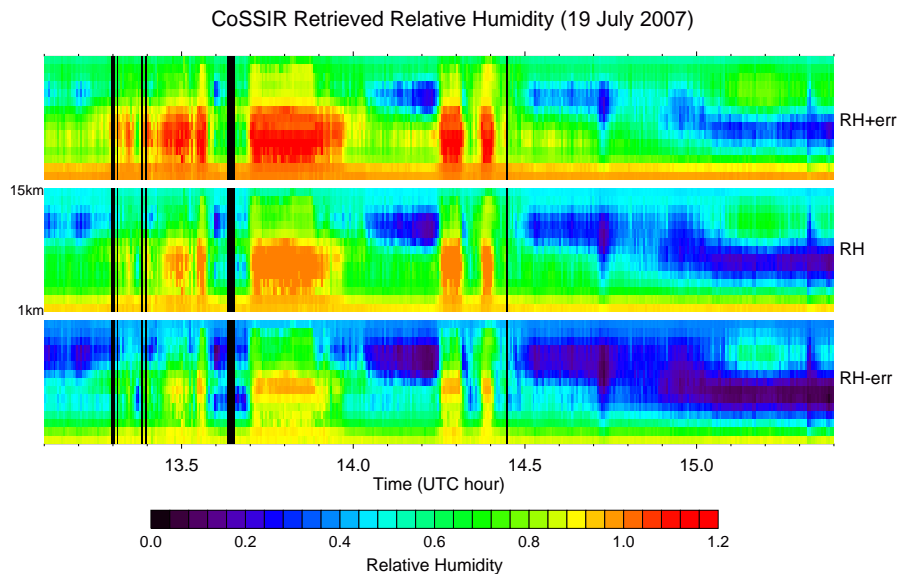 CoSSIR Retrieved Relative Humidity (19 July 2007)
RH+err
15km
RH
1km
RH-err
13.5 14.0 14.5 15.0
Time (UTC hour)
0.0 0.2 0.4 0.6 0.8 1.0 1.2
Relative Humidity